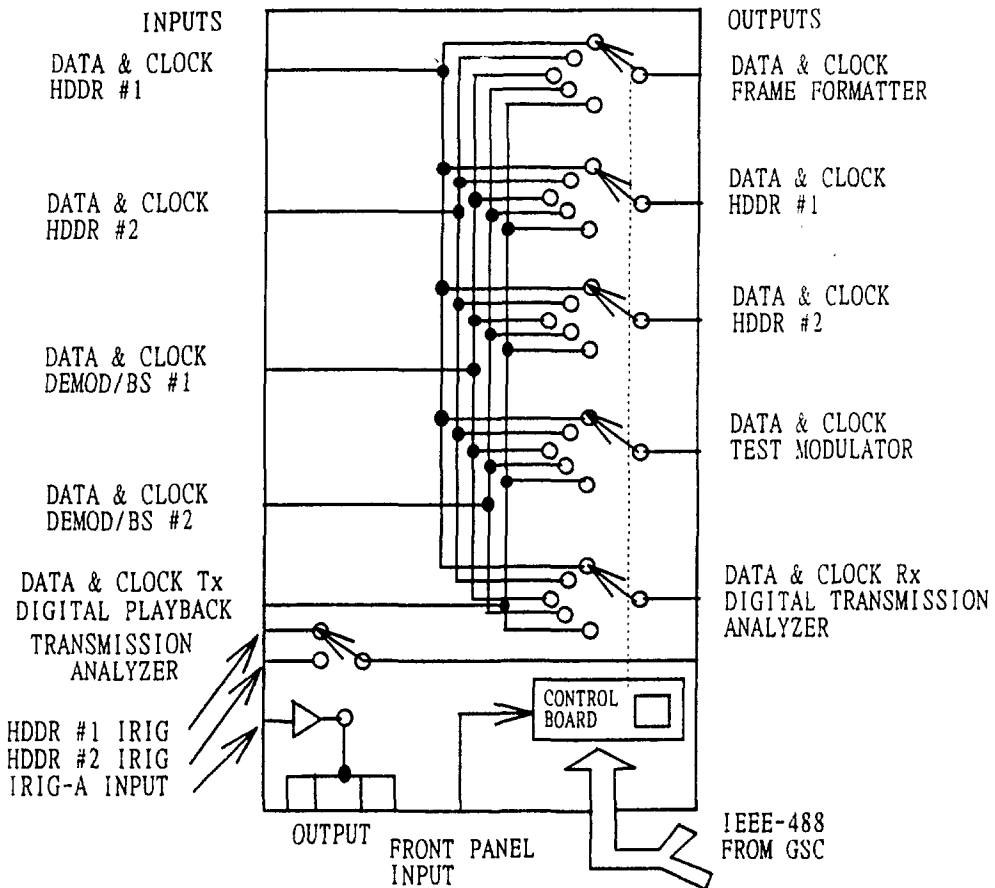 INPUTS
DATA & CLOCK
HDDR #1
DATA & CLOCK
HDDR #2
DATA & CLOCK
DEMOD/BS #1
DATA & CLOCK
DEMOD/BS #2
DATA & CLOCK Tx
DIGITAL PLAYBACK
TRANSMISSION
ANALYZER
HDDR #1 IRIG
HDDR #2 IRIG
IRIG-A INPUT
OUTPUTS
DATA & CLOCK
FRAME FORMATTER
DATA & CLOCK
HDDR #1
DATA & CLOCK
HDDR #2
DATA & CLOCK
TEST MODULATOR
DATA & CLOCK Rx
DIGITAL TRANSMISSION
ANALYZER
CONTROL
BOARD
OUTPUT
FRONT PANEL
INPUT
IEEE-488
FROM GSC